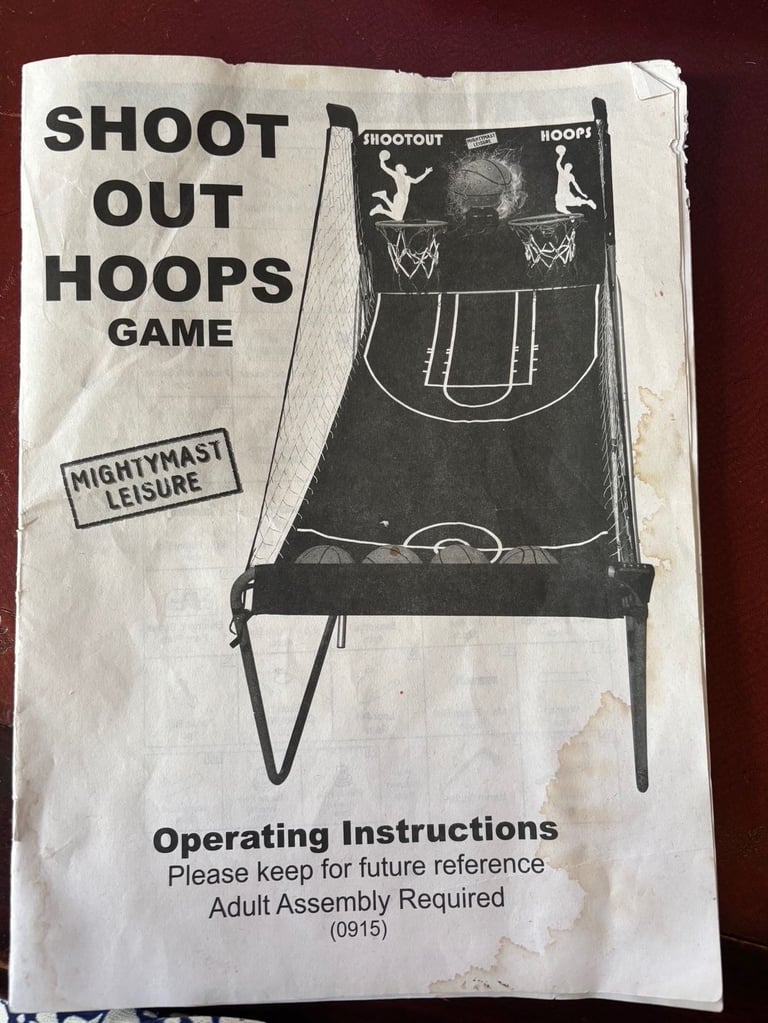 SHOOT
OUT
HOOPS
GAME
SHOOTOUT
MIGHTYMAST
LEISURE
HOOPS
MIGHTYMAST
LEISURE
Operating Instructions
Please keep for future reference
Adult Assembly Required
(0915)